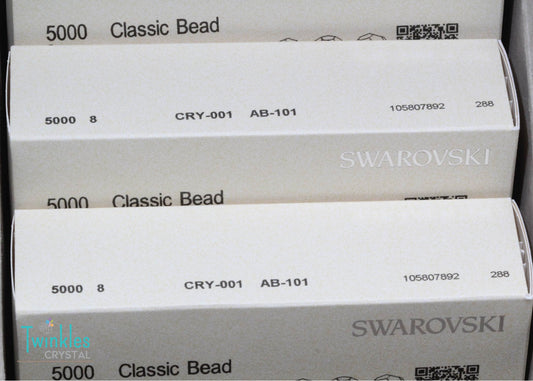 5000 Classic Bead
5000 8 CRY-001 AB-101 105807892 288
SWAROVSKI
5000 Classic Bead
5000 8 CRY-001 AB-101 105807892 288
SWAROVSKI
Twinkles
CRYSTAL
5000 Classic Bead